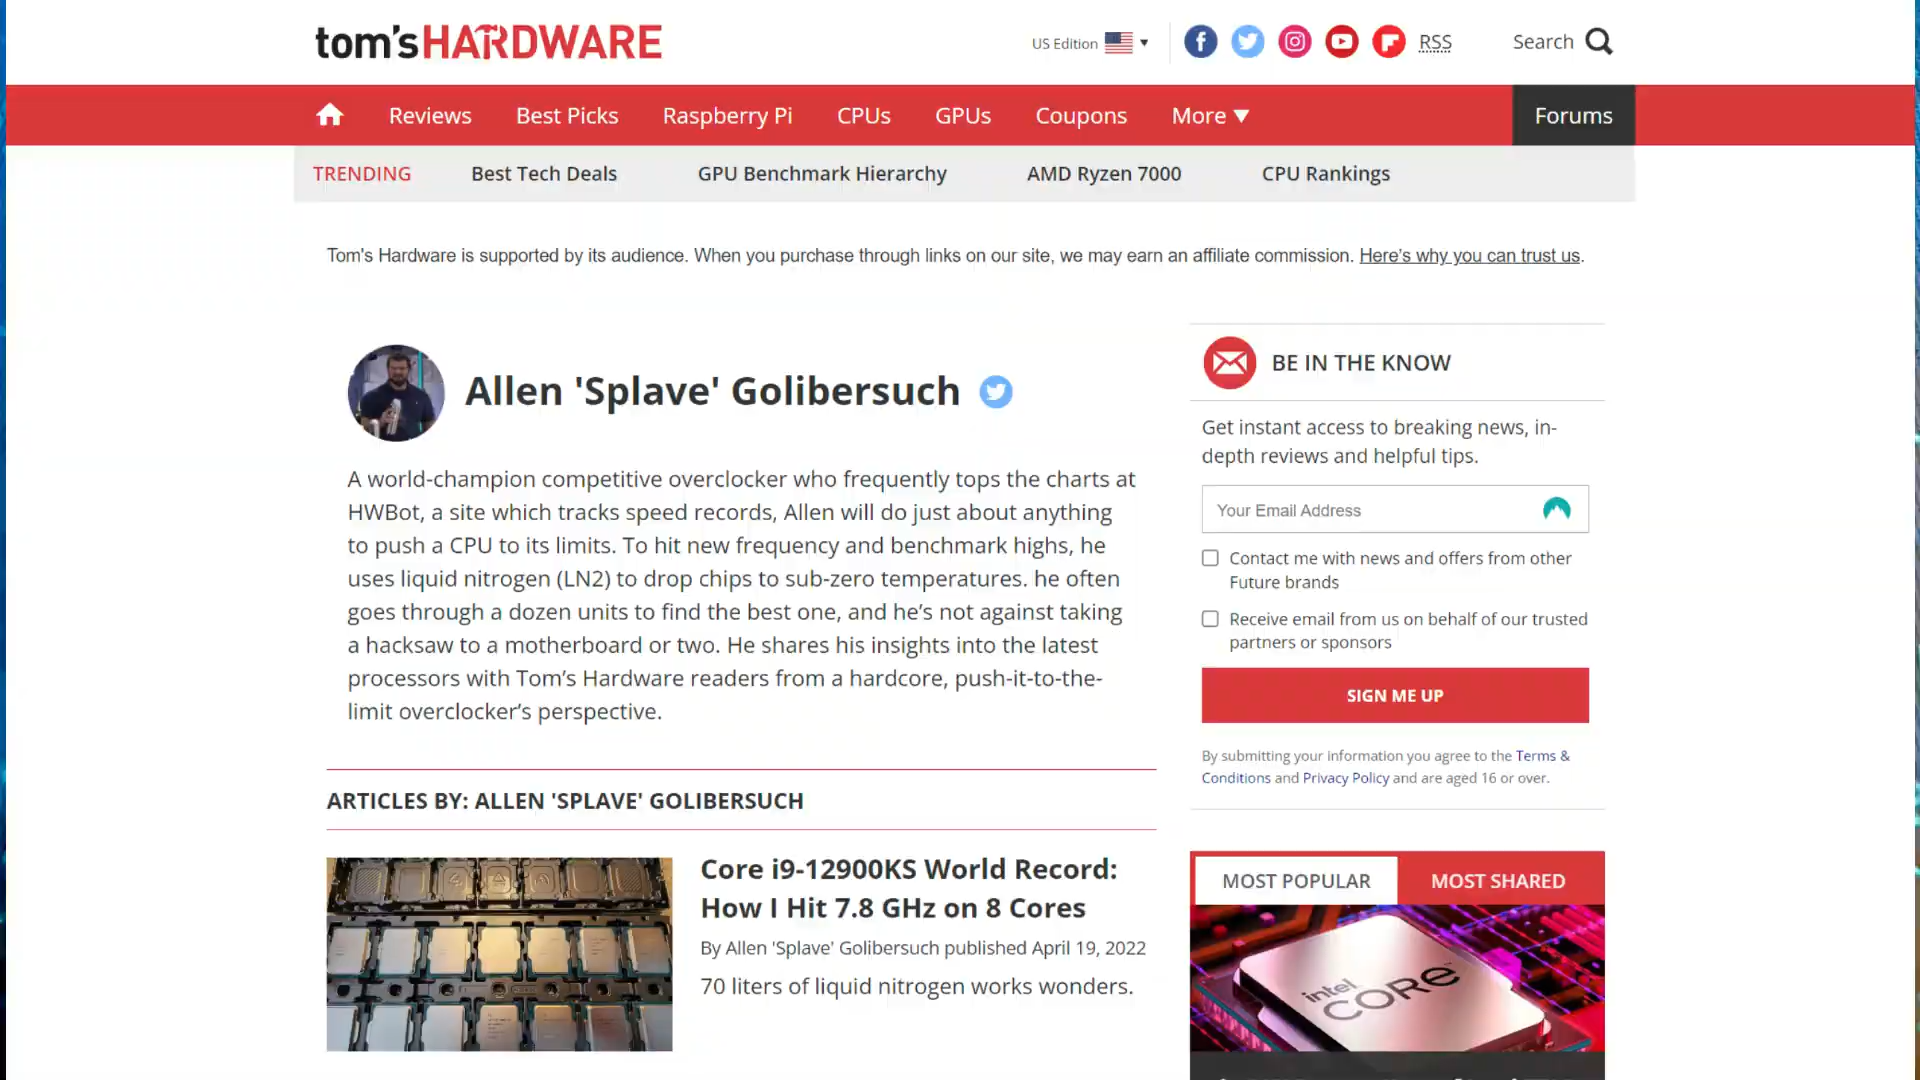 tom's HARDWARE
US Edition
RSS
Search
Reviews
Best Picks
Raspberry Pi
CPUs
GPUs
Coupons
More
Forums
TRENDING
Best Tech Deals
GPU Benchmark Hierarchy
AMD Ryzen 7000
CPU Rankings
Tom's Hardware is supported by its audience. When you purchase through links on our site, we may earn an affiliate commission. Here's why you can trust us.
Allen 'Splave' Golibersuch
A world-champion competitive overclocker who frequently tops the charts at
HWBot, a site which tracks speed records, Allen will do just about anything
to push a CPU to its limits. To hit new frequency and benchmark highs, he
uses liquid nitrogen (LN2) to drop chips to sub-zero temperatures. he often
goes through a dozen units to find the best one, and he's not against taking
a hacksaw to a motherboard or two. He shares his insights into the latest
processors with Tom's Hardware readers from a hardcore, push-it-to-the-
limit overclocker's perspective.
ARTICLES BY: ALLEN 'SPLAVE' GOLIBERSUCH
Core i9-12900KS World Record:
How I Hit 7.8 GHz on 8 Cores
By Allen 'Splave' Golibersuch published April 19, 2022
70 liters of liquid nitrogen works wonders.
BE IN THE KNOW
Get instant access to breaking news, in-
depth reviews and helpful tips.
Your Email Address
Contact me with news and offers from other
Future brands
Receive email from us on behalf of our trusted
partners or sponsors
SIGN ME UP
By submitting your information you agree to the Terms &
Conditions and Privacy Policy and are aged 16 or over.
MOST POPULAR
MOST SHARED
intel
CORE